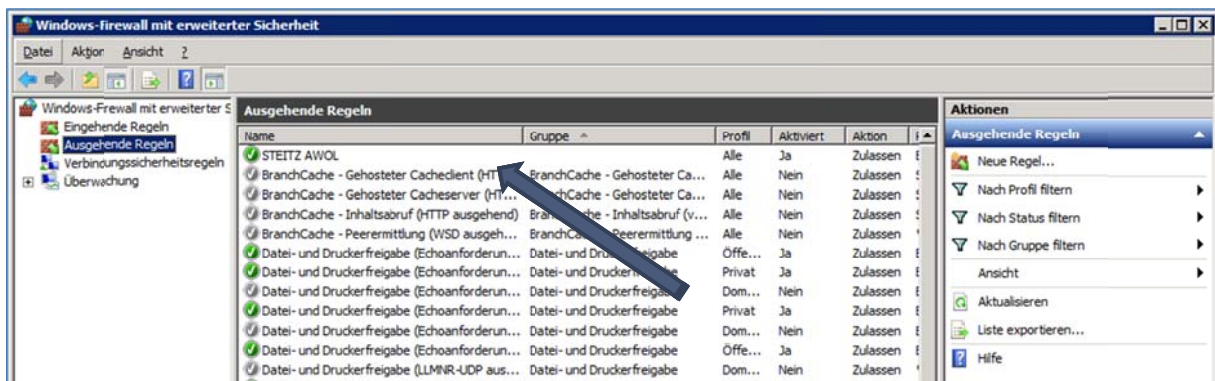 Windows-Firewall mit erweiterter Sicherheit
Datei Aktion Ansicht ?
Windows-Firewall mit erweiterter S
Eingehende Regeln
Ausgehende Regeln
Verbindungssicherheitsregeln
Überwachung
Ausgehende Regeln
Name Gruppe Profil Aktiviert Aktion
STEITZ AWOL Alle Ja Zulassen
BranchCache - Gehosteter Cacheclient (HT BranchCache - Gehosteter Ca... Alle Nein Zulassen
BranchCache - Gehosteter Cacheserver (HT... BranchCache - Gehosteter Ca... Alle Nein Zulassen
BranchCache - Inhaltsabruf (HTTP ausgehend) BranchCache - Inhaltsabruf (v... Alle Nein Zulassen
BranchCache - Peerermittlung (WSD ausgeh... BranchCache - Peerermittlung ... Alle Nein Zulassen
Datei- und Druckerfreigabe (Echoanforderun... Datei- und Druckerfreigabe Öffe... Ja Zulassen
Datei- und Druckerfreigabe (Echoanforderun... Datei- und Druckerfreigabe Privat Ja Zulassen
Datei- und Druckerfreigabe (Echoanforderun... Datei- und Druckerfreigabe Dom... Nein Zulassen
Datei- und Druckerfreigabe (Echoanforderun... Datei- und Druckerfreigabe Privat Ja Zulassen
Datei- und Druckerfreigabe (Echoanforderun... Datei- und Druckerfreigabe Dom... Nein Zulassen
Datei- und Druckerfreigabe (Echoanforderun... Datei- und Druckerfreigabe Öffe... Ja Zulassen
Datei- und Druckerfreigabe (LLMNR-UDP aus... Datei- und Druckerfreigabe Dom... Nein Zulassen
Aktionen
Ausgehende Regeln
Neue Regel...
Nach Profil filtern
Nach Status filtern
Nach Gruppe filtern
Ansicht
Aktualisieren
Liste exportieren...
Hilfe